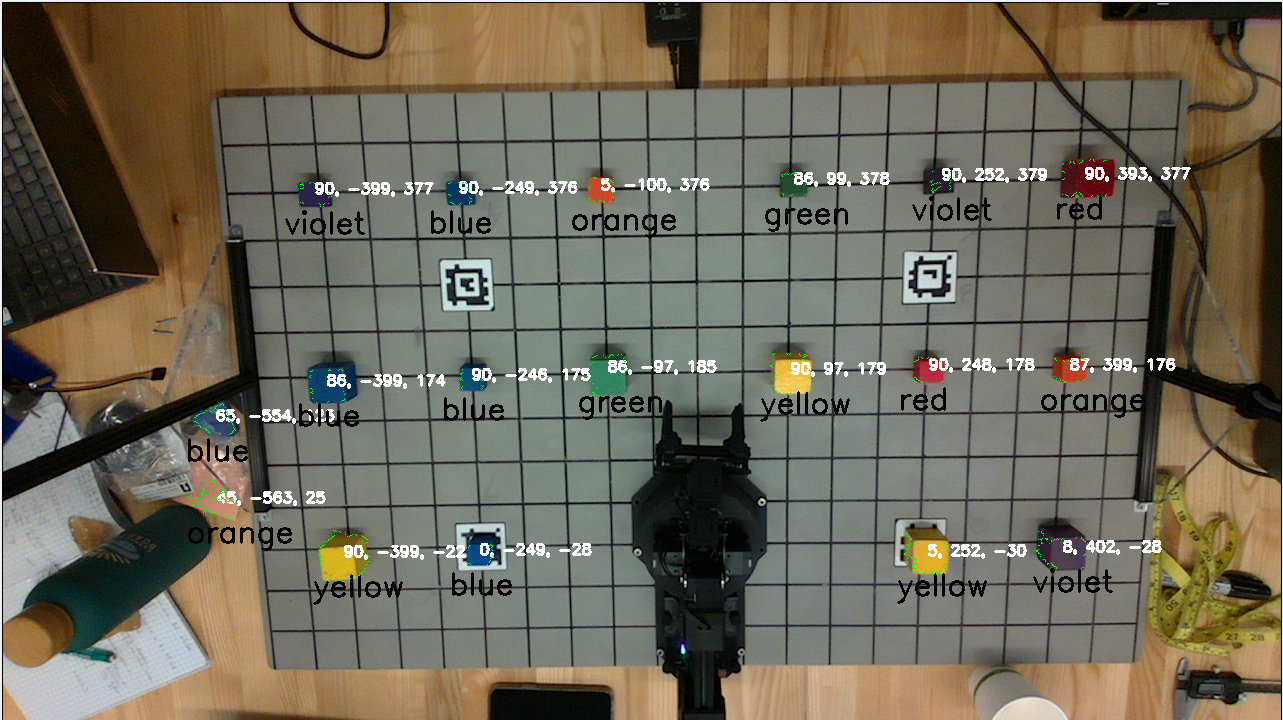 90, -399, 377
violet
90, -249, 376
blue
5, -100, 376
orange
86, 99, 378
green
90, 252, 379
violet
90, 393, 377
red
86, -399, 174
blue
90, -246, 175
blue
86, -97, 185
green
90, 97, 179
yellow
90, 248, 178
red
87, 399, 176
orange
65, -554,
blue
45, -563, 25
orange
90, -399, -22
yellow
0, -249, -28
blue
5, 252, -30
yellow
8, 402, -28
violet